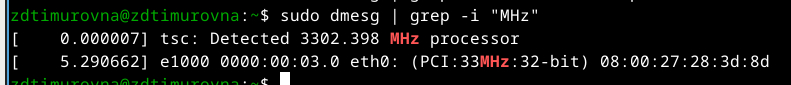 zdtimurovna@zdtimurovna:~$ sudo dmesg | grep -i "MHz"
[    0.000007] tsc: Detected 3302.398 MHz processor
[    5.290662] e1000 0000:00:03.0 eth0: (PCI:33MHz:32-bit) 08:00:27:28:3d:8d
zdtimurovna@zdtimurovna:~$